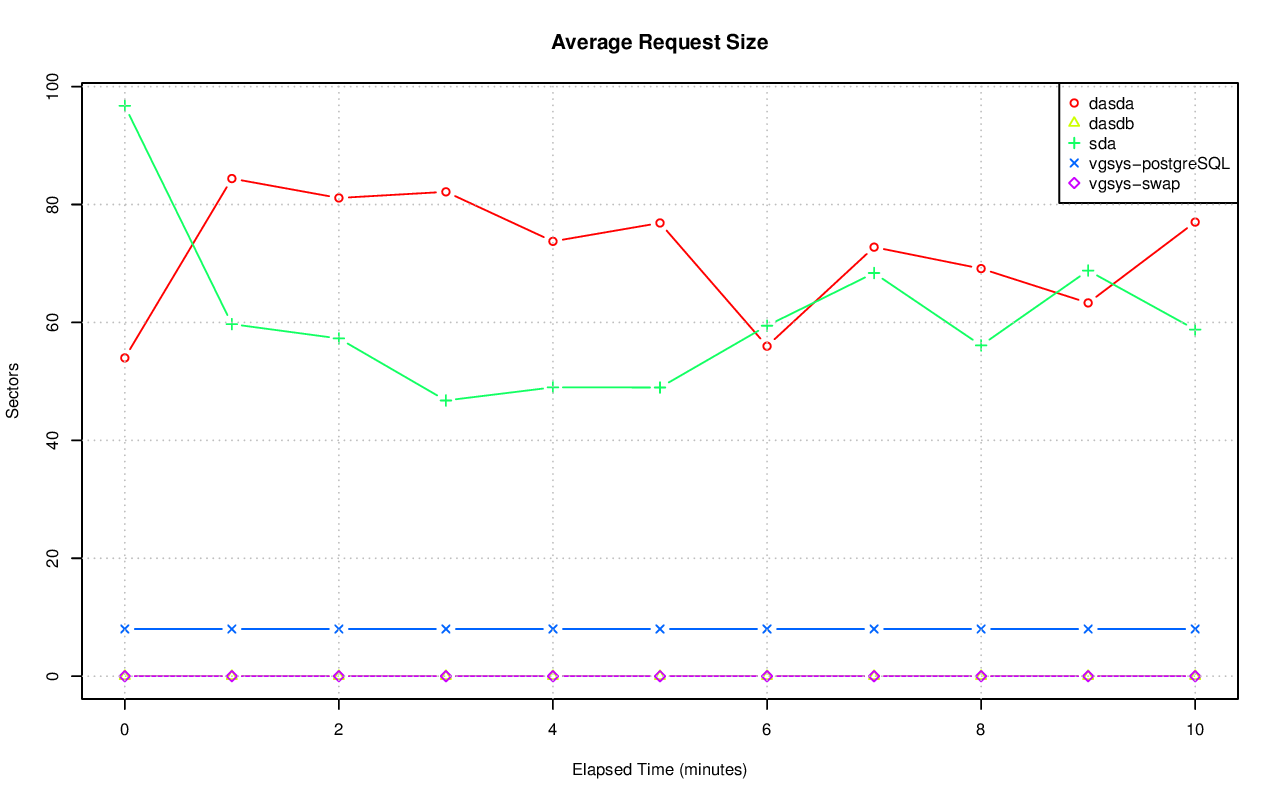 Average Request Size
Sectors
100
80
60
40
20
0
dasda
dasdb
sda
vgsys-postgreSQL
vgsys-swap
0 2 4 6 8 10
Elapsed Time (minutes)